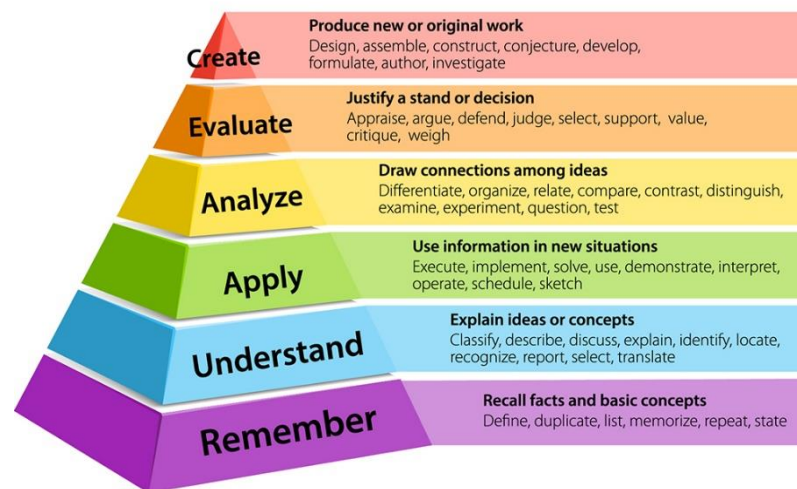 Create
Produce new or original work
Design, assemble, construct, conjecture, develop,
formulate, author, investigate
Evaluate
Justify a stand or decision
Appraise, argue, defend, judge, select, support, value,
critique, weigh
Analyze
Draw connections among ideas
Differentiate, organize, relate, compare, contrast, distinguish,
examine, experiment, question, test
Apply
Use information in new situations
Execute, implement, solve, use, demonstrate, interpret,
operate, schedule, sketch
Understand
Explain ideas or concepts
Classify, describe, discuss, explain, identify, locate,
recognize, report, select, translate
Remember
Recall facts and basic concepts
Define, duplicate, list, memorize, repeat, state